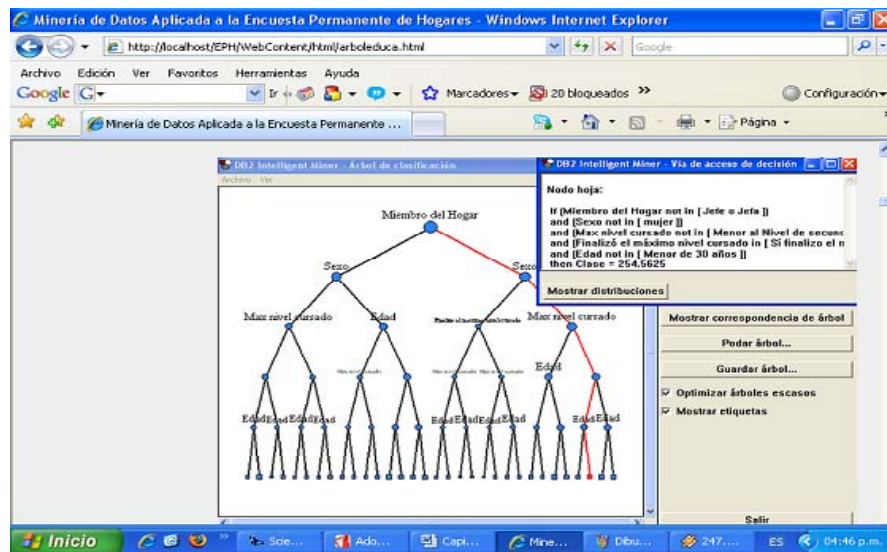 Minería de Datos Aplicada a la Encuesta Permanente de Hogares - Windows Internet Explorer
http://localhost/EPH/WebContent/html/arboleduca.html
Google
Archivo Edición Ver Favoritos Herramientas Ayuda
Google G Ir Marcadores 20 bloqueados Configuración
Minería de Datos Aplicada a la Encuesta Permanente ... Página
DB2 Intelligent Miner - Árbol de clasificación
Archivo Ver
DB2 Intelligent Miner - Vía de acceso de decisión
Nodo hoja:
If [Miembro del Hogar not in [ Jefe o Jefa ]]
and [Sexo not in [ mujer ]]
and [Max nivel cursado not in [ Menor al Nivel de secund
and [Finalizó el máximo nivel cursado in [ Sí finalizo el n
and [Edad not in [ Menor de 30 años ]]
then Clase = 254.5625
Mostrar distribuciones
Miembro del Hogar
Sexo Sexo
Max nivel cursado Edad Max nivel cursado
Edad
Edad Edad Edad Edad Edad Edad Edad Edad Edad Edad
Mostrar correspondencia de árbol
Podar árbol...
Guardar árbol...
Optimizar árboles escasos
Mostrar etiquetas
Salir
Inicio Scie... Ado... Capi... Mine... Dibu... 247.... ES 04:46 p.m.